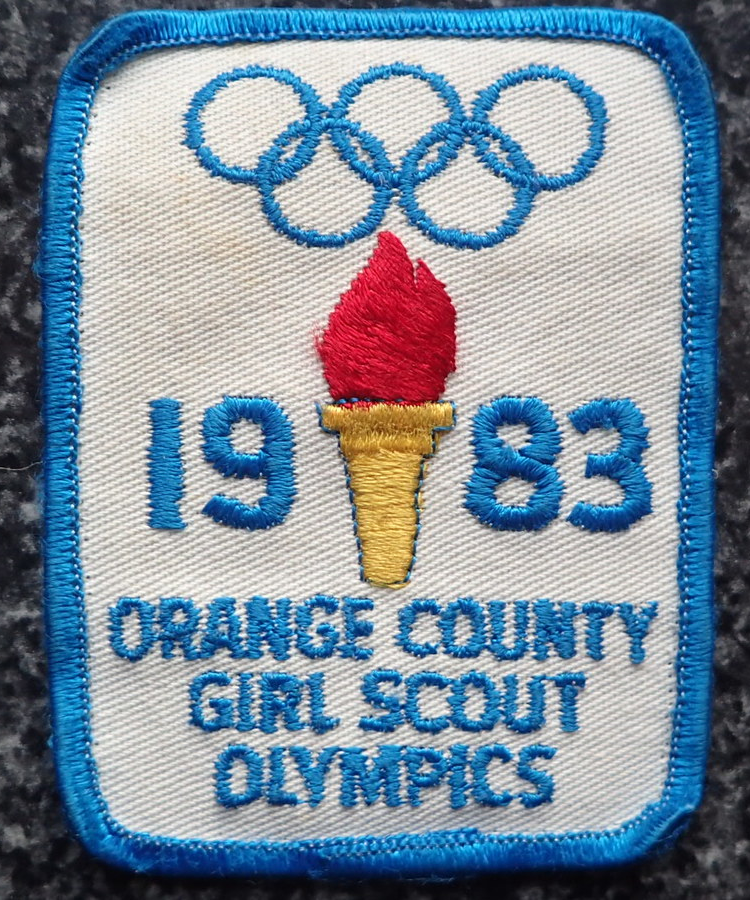 1983
ORANGE COUNTY
GIRL SCOUT
OLYMPICS